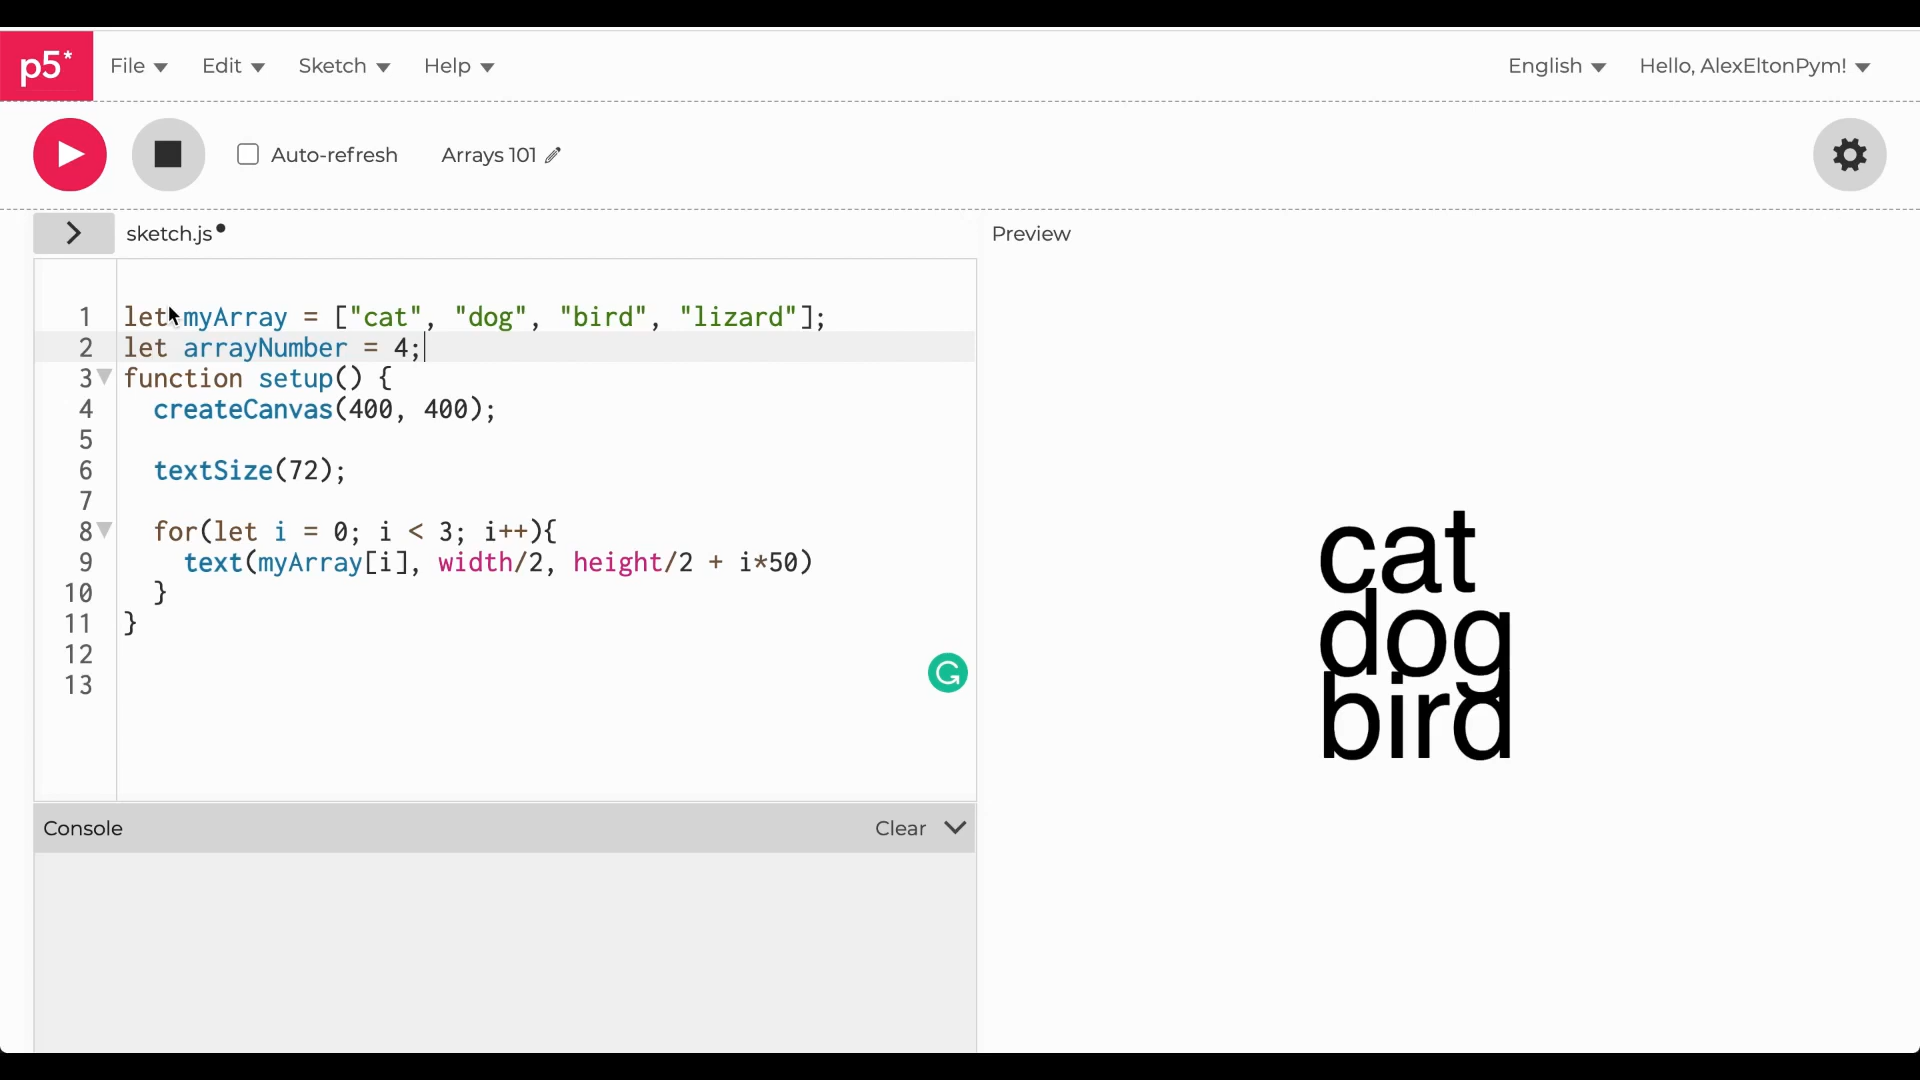 p5* File Edit Sketch Help English Hello, AlexEltonPym!
Auto-refresh Arrays 101
sketch.js Preview
1 let myArray = ["cat", "dog", "bird", "lizard"];
2 let arrayNumber = 4;
3 function setup() {
4 createCanvas(400, 400);
5
6 textSize(72);
7
8 for(let i = 0; i < 3; i++){
9 text(myArray[i], width/2, height/2 + i*50)
10 }
11 }
12
13
cat
dog
bird
Console Clear